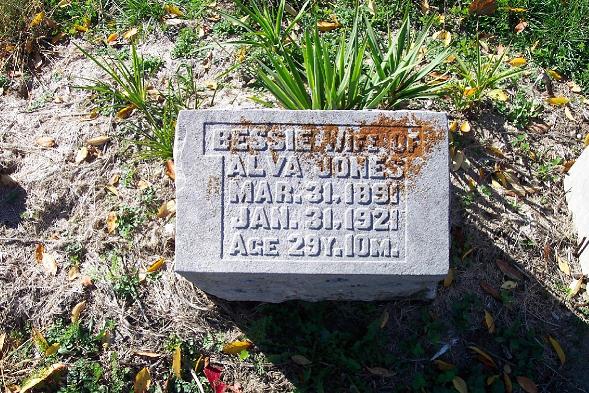 BESSIE WIFE OF
ALVA JONES
MAR. 31, 1891
JAN. 31, 1921
AGE 29Y. 10M.